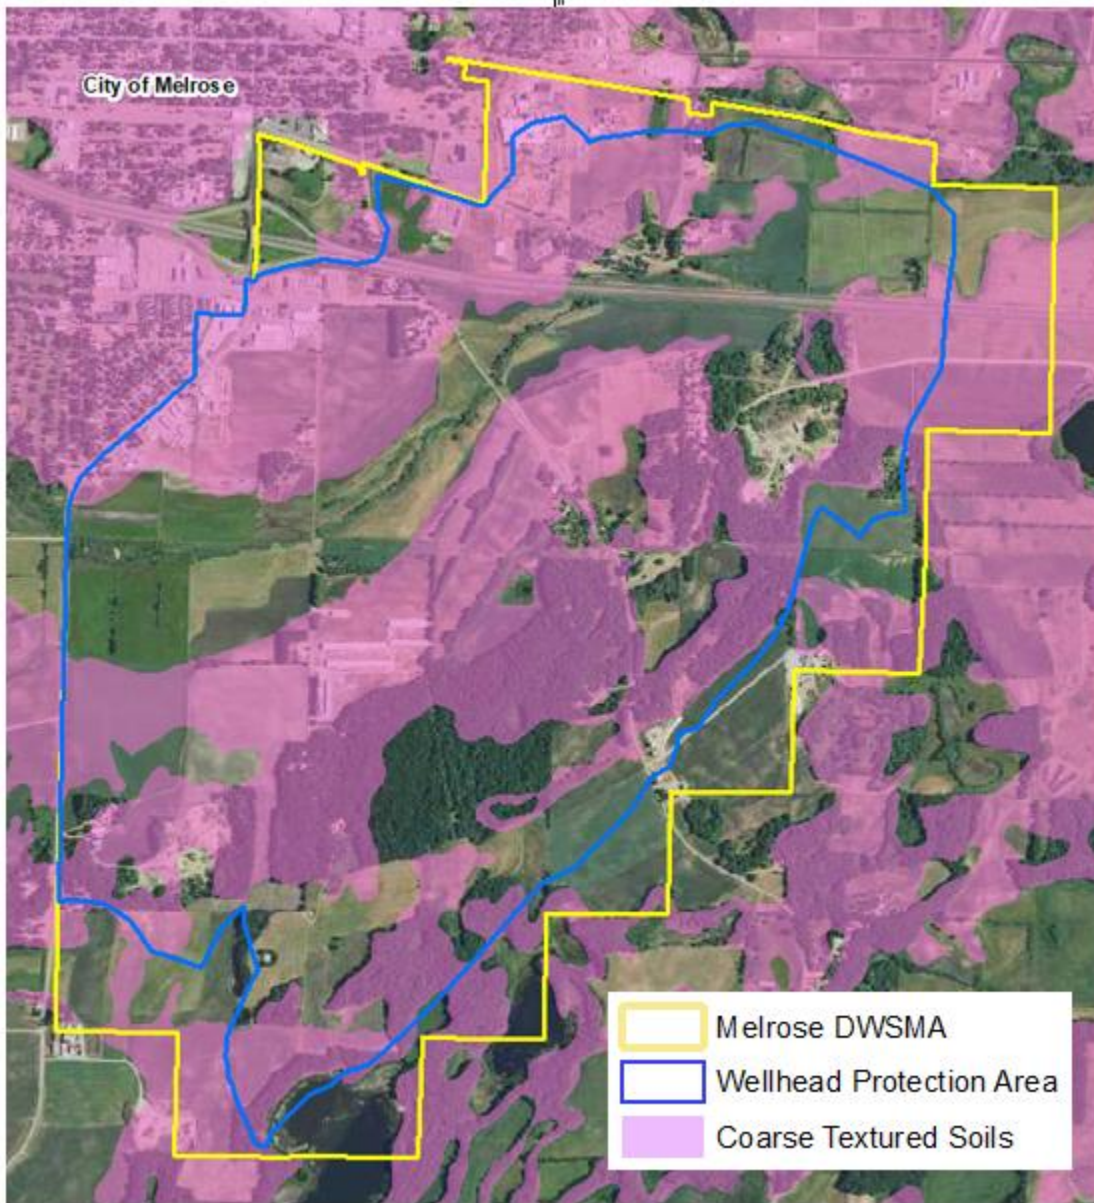 City of Melrose
Melrose DWSMA
Wellhead Protection Area
Coarse Textured Soils